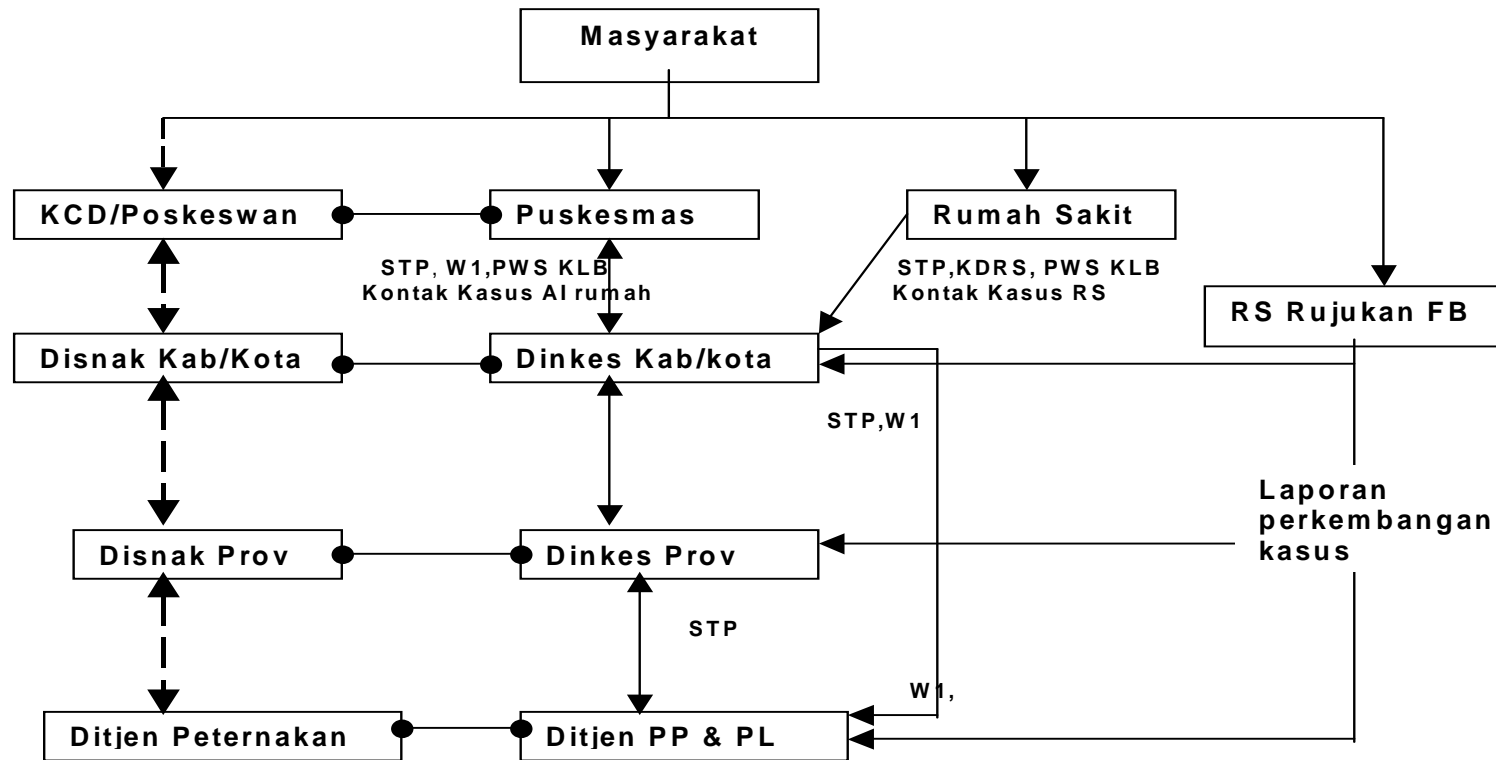 Masyarakat
KCD/Poskeswan
Puskesmas
Rumah Sakit
STP, W1,PWS KLB
Kontak Kasus AI rumah
STP,KDRS, PWS KLB
Kontak Kasus RS
RS Rujukan FB
Disnak Kab/Kota
Dinkes Kab/kota
STP,W1
Laporan
perkembangan
kasus
Disnak Prov
Dinkes Prov
STP
W1,
Ditjen Peternakan
Ditjen PP & PL